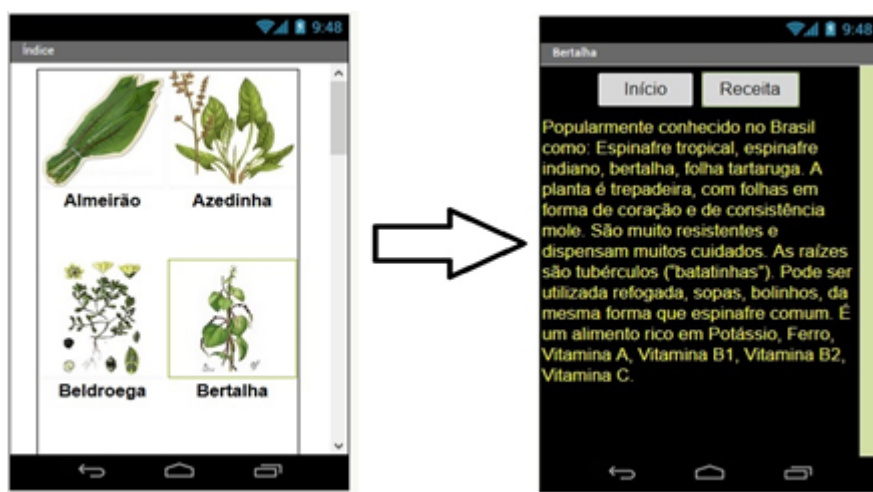 9:48
Índice
Almeirão Azedinha
Beldroega Bertalha
9:48
Bertalha
Início Receita
Popularmente conhecido no Brasil
como: Espinafre tropical, espinafre
indiano, bertalha, folha tartaruga. A
planta é trepadeira, com folhas em
forma de coração e de consistência
mole. São muito resistentes e
dispensam muitos cuidados. As raízes
são tubérculos ("batatinhas"). Pode ser
utilizada refogada, sopas, bolinhos, da
mesma forma que espinafre comum. É
um alimento rico em Potássio, Ferro,
Vitamina A, Vitamina B1, Vitamina B2,
Vitamina C.